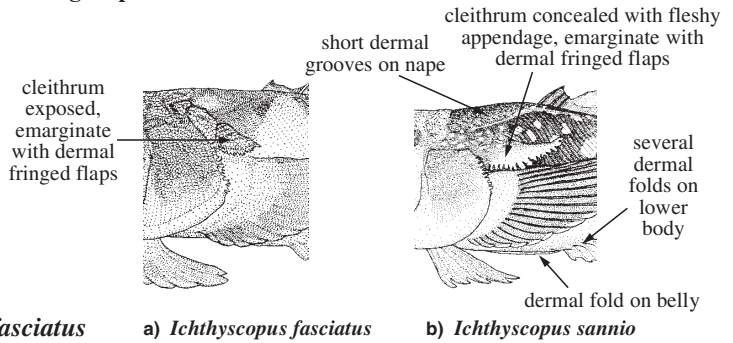 cleithrum concealed with fleshy
appendage, emarginate with
dermal fringed flaps
short dermal
grooves on nape
cleithrum
exposed,
emarginate
with dermal
fringed flaps
several
dermal
folds on
lower
body
dermal fold on belly
fasciatus
a) Ichthyscopus fasciatus
b) Ichthyscopus sannio